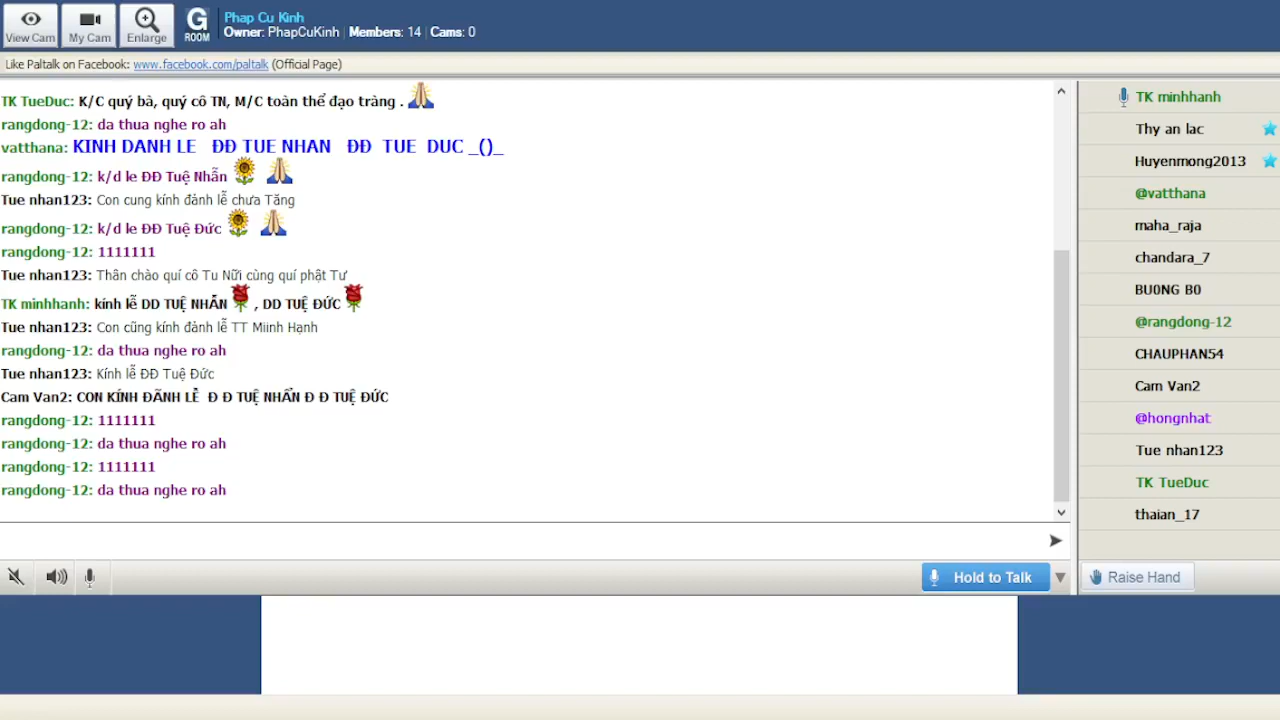 View Cam
My Cam
Enlarge
G ROOM
Phap Cu Kinh
Owner: PhapCuKinh | Members: 14 | Cams: 0
Like Paltalk on Facebook: www.facebook.com/paltalk (Official Page)
TK TueDuc: K/C quý bà, quý cô TN, M/C toàn thể đạo tràng .
rangdong-12: da thua nghe ro ah
vatthana: KINH DANH LE ĐĐ TUE NHAN ĐĐ TUE DUC _()_
rangdong-12: k/d le ĐĐ Tuệ Nhẫn
Tue nhan123: Con cung kính đảnh lễ chưa Tăng
rangdong-12: k/d le ĐĐ Tuệ Đức
rangdong-12: 1111111
Tue nhan123: Thân chào quí cô Tu Nữi cùng quí phật Tư
TK minhhanh: kính lễ DD TUỆ NHẪN , DD TUỆ ĐỨC
Tue nhan123: Con cũng kính đảnh lễ TT Miinh Hạnh
rangdong-12: da thua nghe ro ah
Tue nhan123: Kính lễ ĐĐ Tuệ Đức
Cam Van2: CON KÍNH ĐÃNH LỄ Đ Đ TUỆ NHẪN Đ Đ TUỆ ĐỨC
rangdong-12: 1111111
rangdong-12: da thua nghe ro ah
rangdong-12: 1111111
rangdong-12: da thua nghe ro ah
TK minhhanh
Thy an lac
Huyenmong2013
@vatthana
maha_raja
chandara_7
BU0NG B0
@rangdong-12
CHAUPHAN54
Cam Van2
@hongnhat
Tue nhan123
TK TueDuc
thaian_17
Hold to Talk
Raise Hand